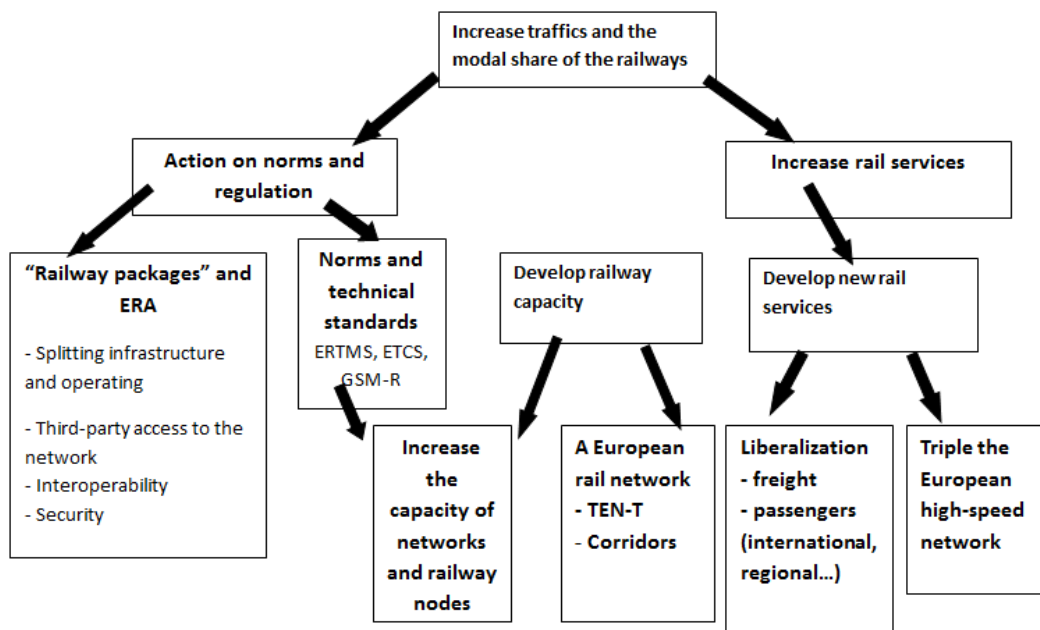 Increase traffics and the
modal share of the railways
Action on norms and
regulation
Increase rail services
“Railway packages” and
ERA
- Splitting infrastructure
and operating
- Third-party access to the
network
- Interoperability
- Security
Norms and
technical
standards
ERTMS, ETCS,
GSM-R
Develop railway
capacity
Develop new rail
services
Increase
the
capacity of
networks
and railway
nodes
A European
rail network
- TEN-T
- Corridors
Liberalization
- freight
- passengers
(international,
regional…)
Triple the
European
high-speed
network